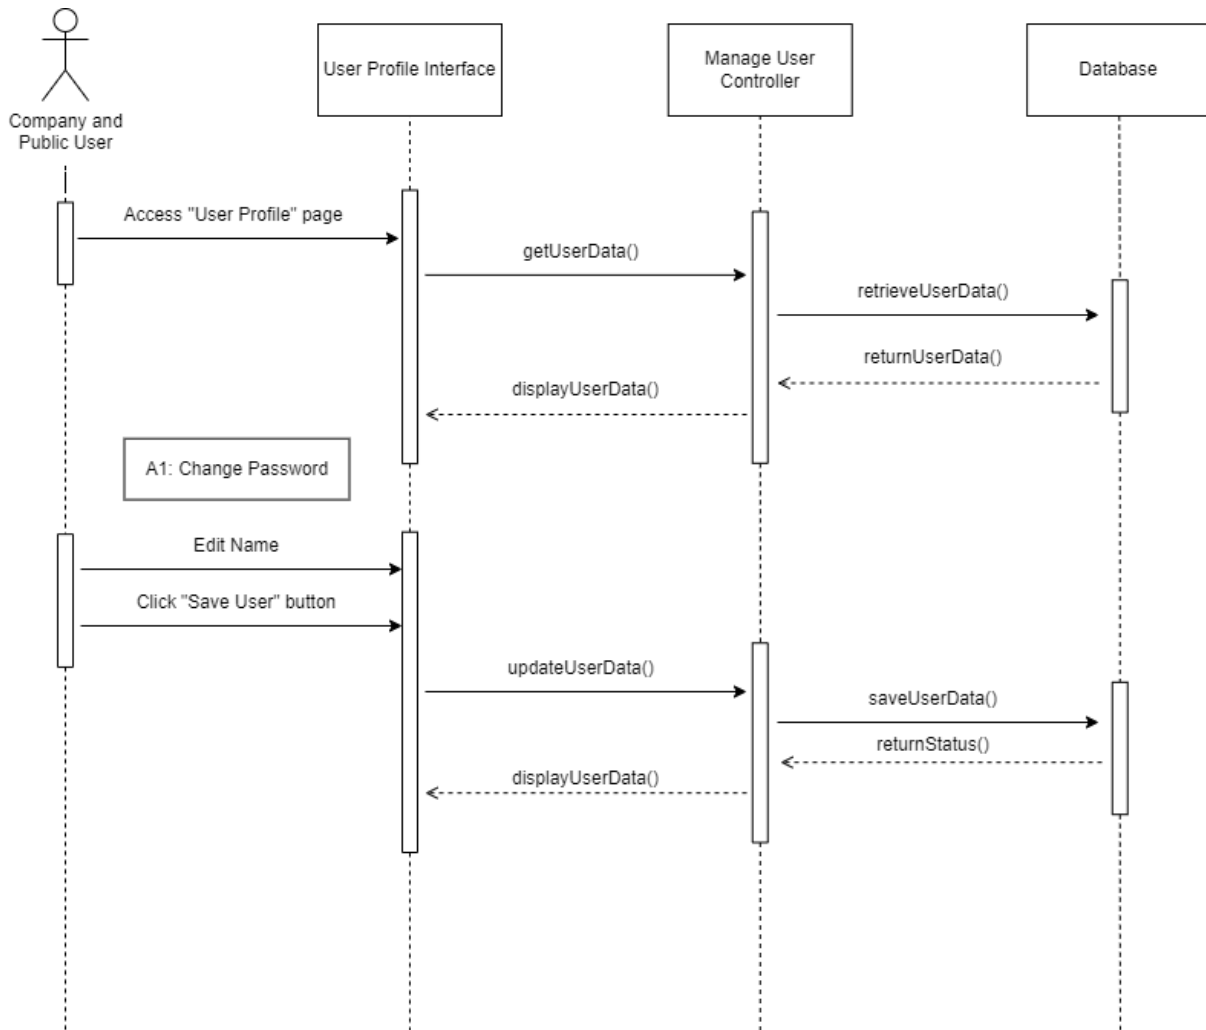 Company and
Public User
User Profile Interface
Manage User
Controller
Database
Access "User Profile" page
getUserData()
retrieveUserData()
returnUserData()
displayUserData()
A1: Change Password
Edit Name
Click "Save User" button
updateUserData()
saveUserData()
returnStatus()
displayUserData()